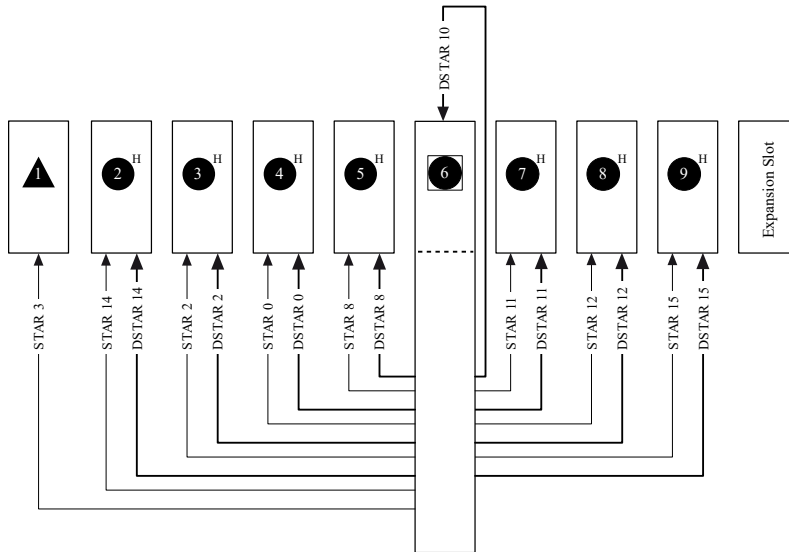 DSTAR 10
1
2
H
3
H
4
H
5
H
6
7
H
8
H
9
H
Expansion Slot
STAR 3
STAR 14
DSTAR 14
STAR 2
DSTAR 2
STAR 0
DSTAR 0
STAR 8
DSTAR 8
STAR 11
DSTAR 11
STAR 12
DSTAR 12
STAR 15
DSTAR 15